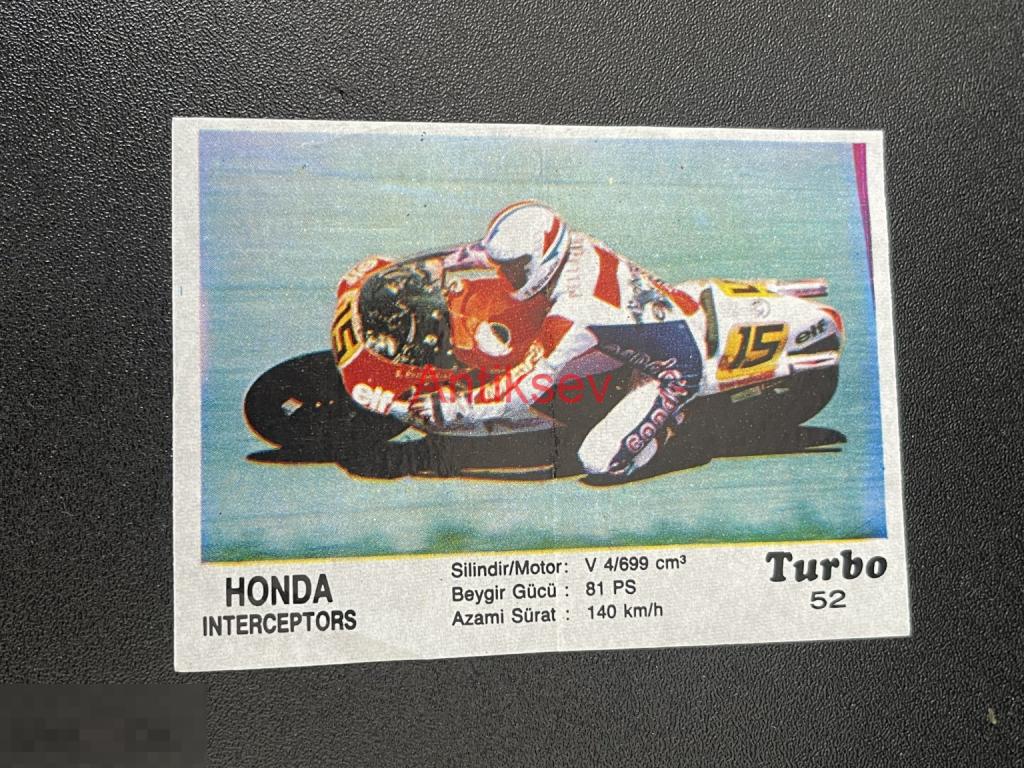 15
elf
15
elf
Antiksev
HONDA
INTERCEPTORS
Silindir/Motor: V 4/699 cm³
Beygir Gücü : 81 PS
Azami Sürat : 140 km/h
Turbo
52